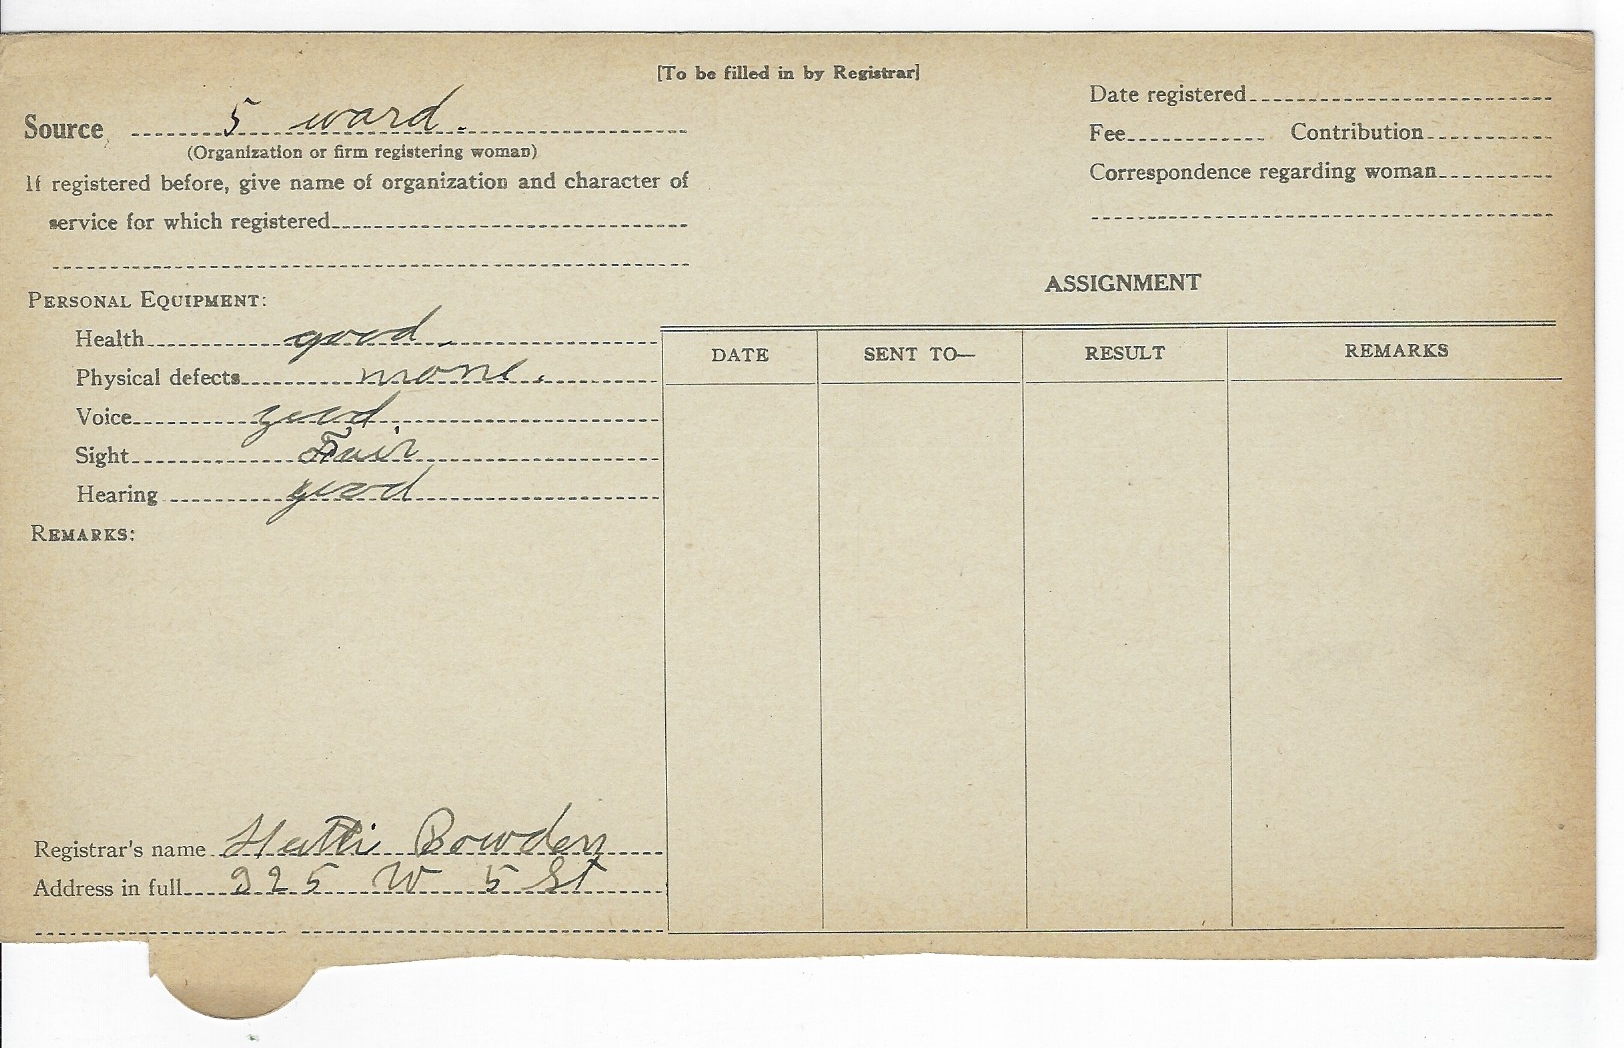 [To be filled in by Registrar]
Source 5 ward.
(Organization or firm registering woman)
If registered before, give name of organization and character of
service for which registered
Date registered
Fee Contribution
Correspondence regarding woman
PERSONAL EQUIPMENT:
Health good.
Physical defects none.
Voice good
Sight Fair
Hearing good
REMARKS:
Registrar's name Hatti Bowden
Address in full 925 W 5 St
ASSIGNMENT
DATE SENT TO— RESULT REMARKS